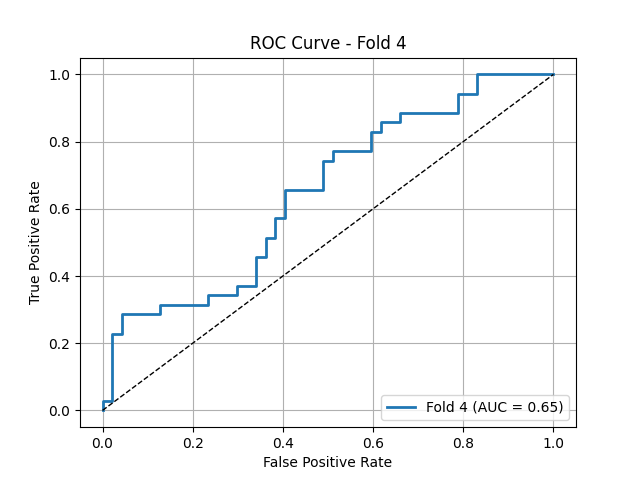 ROC Curve - Fold 4
True Positive Rate
1.0
0.8
0.6
0.4
0.2
0.0
Fold 4 (AUC = 0.65)
0.0 0.2 0.4 0.6 0.8 1.0
False Positive Rate